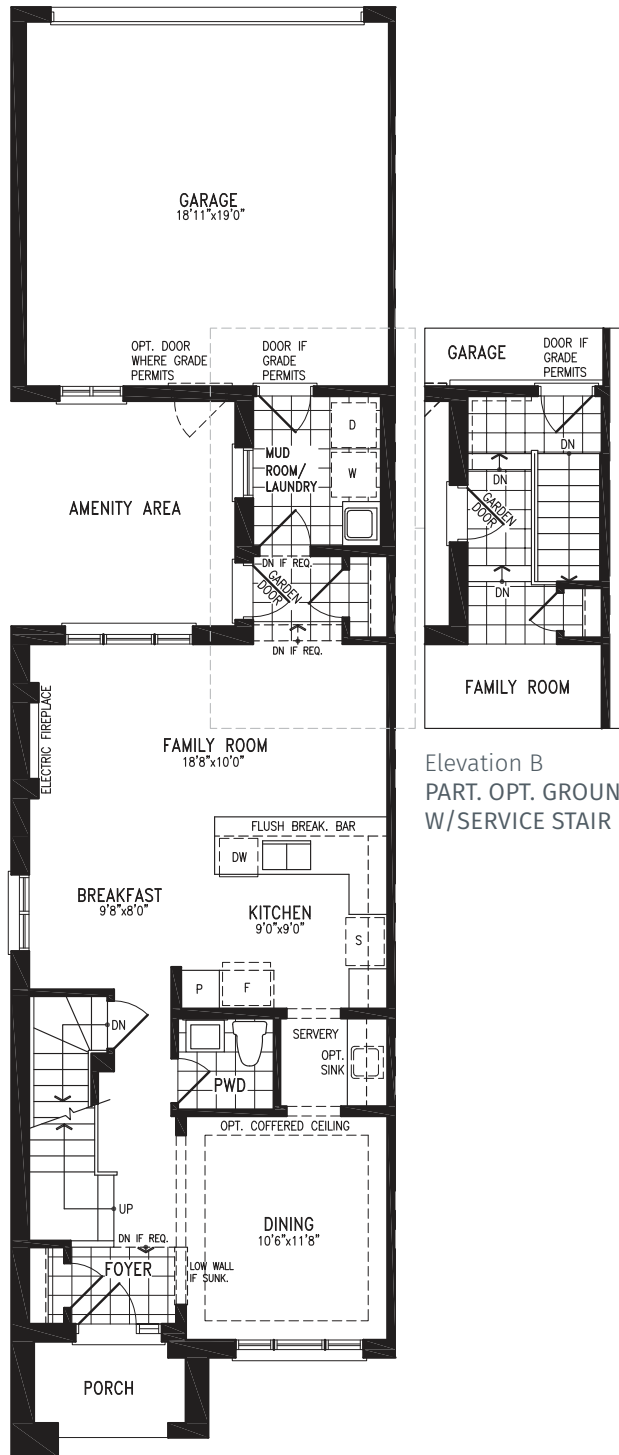 GARAGE
18'11"x19'0"
OPT. DOOR
WHERE GRADE
PERMITS
DOOR IF
GRADE
PERMITS
GARAGE
DOOR IF
GRADE
PERMITS
D
MUD
ROOM/
LAUNDRY
W
AMENITY AREA
DN IF REQ.
GARDEN
DOOR
DN IF REQ.
DN
DN
GARDEN
DOOR
DN
FAMILY ROOM
ELECTRIC FIREPLACE
FAMILY ROOM
18'8"x10'0"
Elevation B
PART. OPT. GROUN
W/SERVICE STAIR
FLUSH BREAK. BAR
DW
BREAKFAST
9'8"x8'0"
KITCHEN
9'0"x9'0"
S
P
F
DN
SERVERY
OPT.
SINK
PWD
OPT. COFFERED CEILING
UP
DINING
10'6"x11'8"
DN IF REQ.
FOYER
LOW WALL
IF SUNK.
PORCH